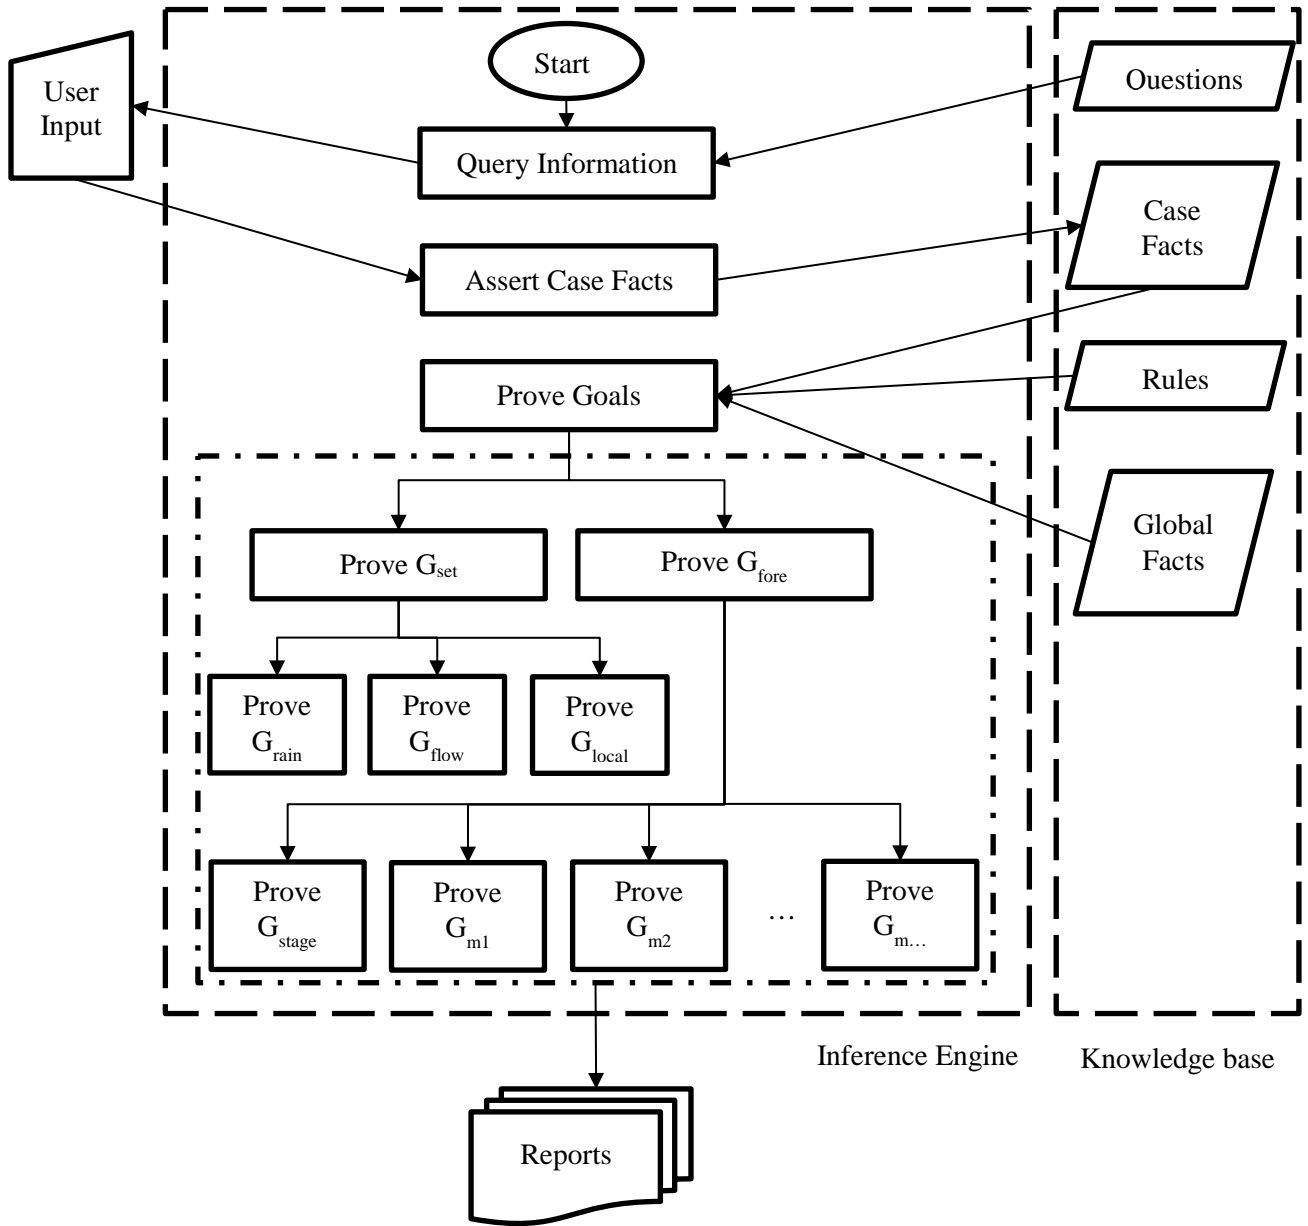 Start
User
Input
Query Information
Ouestions
Case
Facts
Assert Case Facts
Prove Goals
Rules
Global
Facts
Prove Gset
Prove Gfore
Prove
Grain
Prove
Gflow
Prove
Glocal
Prove
Gstage
Prove
Gm1
Prove
Gm2
…
Prove
Gm…
Inference Engine
Knowledge base
Reports